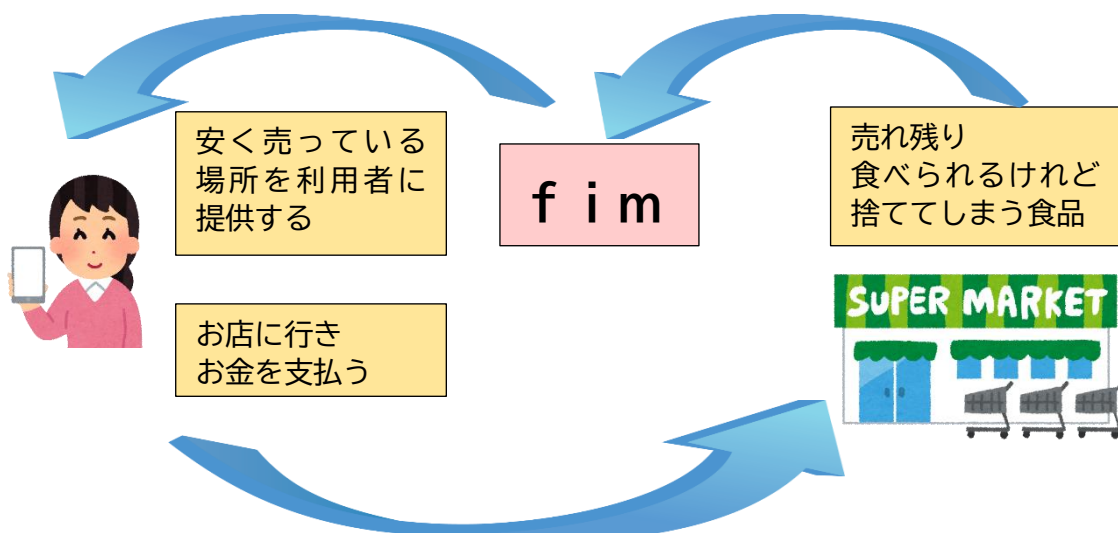 安く売っている
場所を利用者に
提供する
ｆｉｍ
売れ残り
食べられるけれど
捨ててしまう食品
お店に行き
お金を支払う
SUPER MARKET